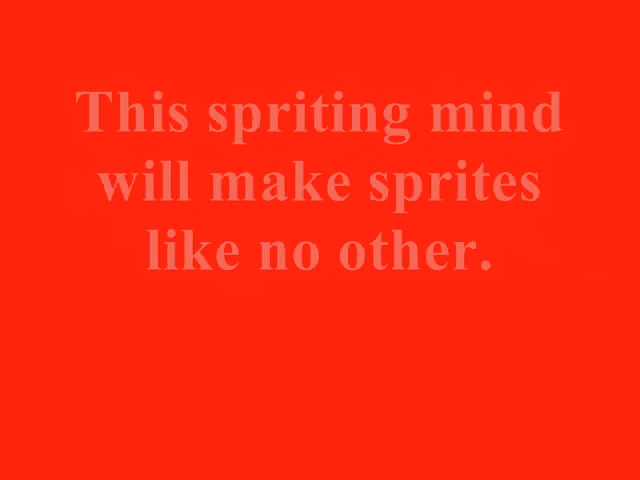 This spriting mind
will make sprites
like no other.